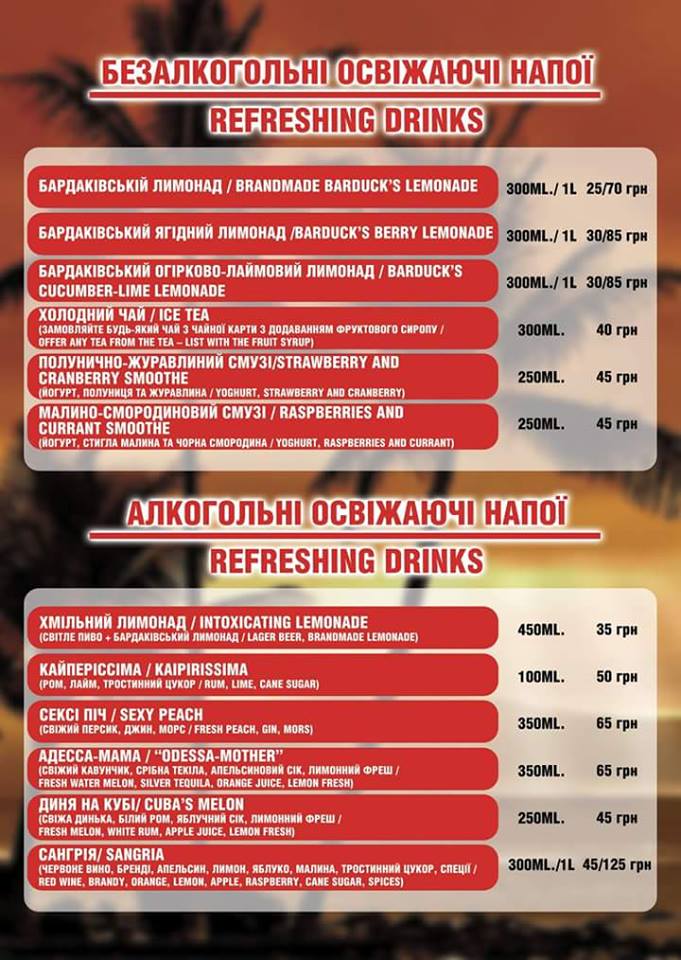 БЕЗАЛКОГОЛЬНІ ОСВІЖАЮЧІ НАПОЇ
REFRESHING DRINKS
БАРДАКІВСЬКІЙ ЛИМОНАД / BRANDMADE BARDUCK'S LEMONADE 300ML./ 1L 25/70 грн
БАРДАКІВСЬКИЙ ЯГІДНИЙ ЛИМОНАД /BARDUCK'S BERRY LEMONADE 300ML./ 1L 30/85 грн
БАРДАКІВСЬКИЙ ОГІРКОВО-ЛАЙМОВИЙ ЛИМОНАД / BARDUCK'S
CUCUMBER-LIME LEMONADE 300ML./ 1L 30/85 грн
ХОЛОДНИЙ ЧАЙ / ICE TEA
(ЗАМОВЛЯЙТЕ БУДЬ-ЯКИЙ ЧАЙ З ЧАЙНОЇ КАРТИ З ДОДАВАННЯМ ФРУКТОВОГО СИРОПУ /
OFFER ANY TEA FROM THE TEA – LIST WITH THE FRUIT SYRUP) 300ML. 40 грн
ПОЛУНИЧНО-ЖУРАВЛИНИЙ СМУЗІ/STRAWBERRY AND
CRANBERRY SMOOTHE
(ЙОГУРТ, ПОЛУНИЦЯ ТА ЖУРАВЛИНА / YOGHURT, STRAWBERRY AND CRANBERRY) 250ML. 45 грн
МАЛИНО-СМОРОДИНОВИЙ СМУЗІ / RASPBERRIES AND
CURRANT SMOOTHE
(ЙОГУРТ, СТИГЛА МАЛИНА ТА ЧОРНА СМОРОДИНА / YOGHURT, RASPBERRIES AND CURRANT) 250ML. 45 грн
АЛКОГОЛЬНІ ОСВІЖАЮЧІ НАПОЇ
REFRESHING DRINKS
ХМІЛЬНИЙ ЛИМОНАД / INTOXICATING LEMONADE
(СВІТЛЕ ПИВО + БАРДАКІВСЬКИЙ ЛИМОНАД / LAGER BEER, BRANDMADE LEMONADE) 450ML. 35 грн
КАЙПЕРІССІМА / KAIPIRISSIMA
(РОМ, ЛАЙМ, ТРОСТИННИЙ ЦУКОР / RUM, LIME, CANE SUGAR) 100ML. 50 грн
СЕКСІ ПІЧ / SEXY PEACH
(СВІЖИЙ ПЕРСИК, ДЖИН, МОРС / FRESH PEACH, GIN, MORS) 350ML. 65 грн
АДЕССА-МАМА / “ODESSA-MOTHER”
(СВІЖИЙ КАВУНЧИК, СРІБНА ТЕКІЛА, АПЕЛЬСИНОВИЙ СІК, ЛИМОННИЙ ФРЕШ /
FRESH WATER MELON, SILVER TEQUILA, ORANGE JUICE, LEMON FRESH) 350ML. 65 грн
ДИНЯ НА КУБІ/ CUBA'S MELON
(СВІЖА ДИНЬКА, БІЛИЙ РОМ, ЯБЛУЧНИЙ СІК, ЛИМОННИЙ ФРЕШ /
FRESH MELON, WHITE RUM, APPLE JUICE, LEMON FRESH) 250ML. 45 грн
САНГРІЯ/ SANGRIA
(ЧЕРВОНЕ ВИНО, БРЕНДІ, АПЕЛЬСИН, ЛИМОН, ЯБЛУКО, МАЛИНА, ТРОСТИННИЙ ЦУКОР, СПЕЦІЇ /
RED WINE, BRANDY, ORANGE, LEMON, APPLE, RASPBERRY, CANE SUGAR, SPICES) 300ML./1L 45/125 грн